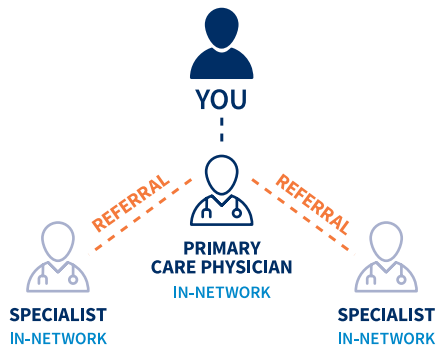 YOU
REFERRAL
REFERRAL
PRIMARY
CARE PHYSICIAN
IN-NETWORK
SPECIALIST
IN-NETWORK
SPECIALIST
IN-NETWORK